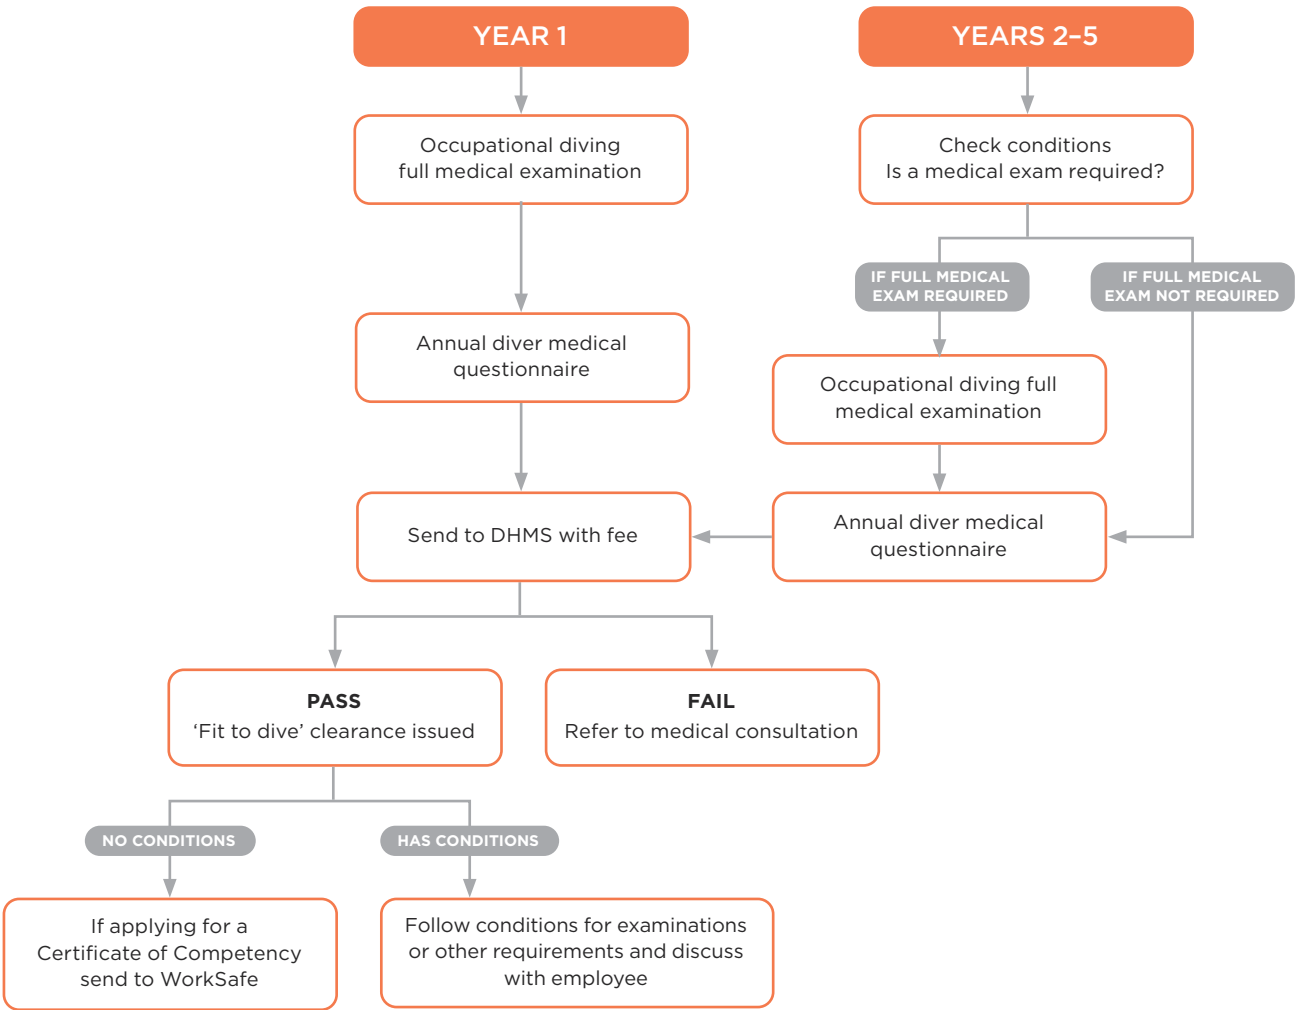 YEAR 1
YEARS 2–5
Occupational diving
full medical examination
Check conditions
Is a medical exam required?
IF FULL MEDICAL
EXAM REQUIRED
IF FULL MEDICAL
EXAM NOT REQUIRED
Annual diver medical
questionnaire
Occupational diving full
medical examination
Send to DHMS with fee
Annual diver medical
questionnaire
PASS
‘Fit to dive’ clearance issued
FAIL
Refer to medical consultation
NO CONDITIONS
HAS CONDITIONS
If applying for a
Certificate of Competency
send to WorkSafe
Follow conditions for examinations
or other requirements and discuss
with employee